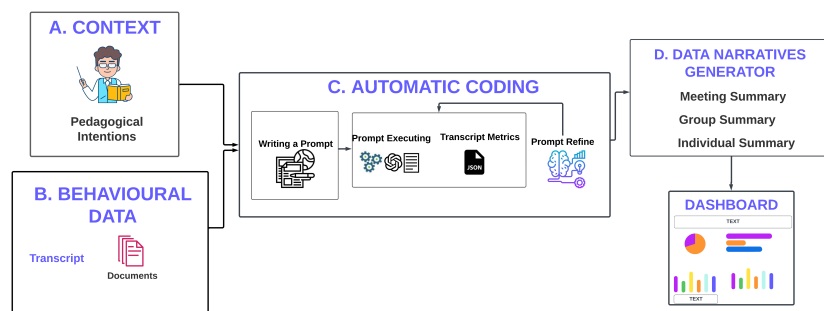 A. CONTEXT
Pedagogical
Intentions
B. BEHAVIOURAL
DATA
Transcript
Documents
C. AUTOMATIC CODING
Writing a Prompt
Prompt Executing
Transcript Metrics
JSON
Prompt Refine
D. DATA NARRATIVES
GENERATOR
Meeting Summary
Group Summary
Individual Summary
DASHBOARD
TEXT
TEXT